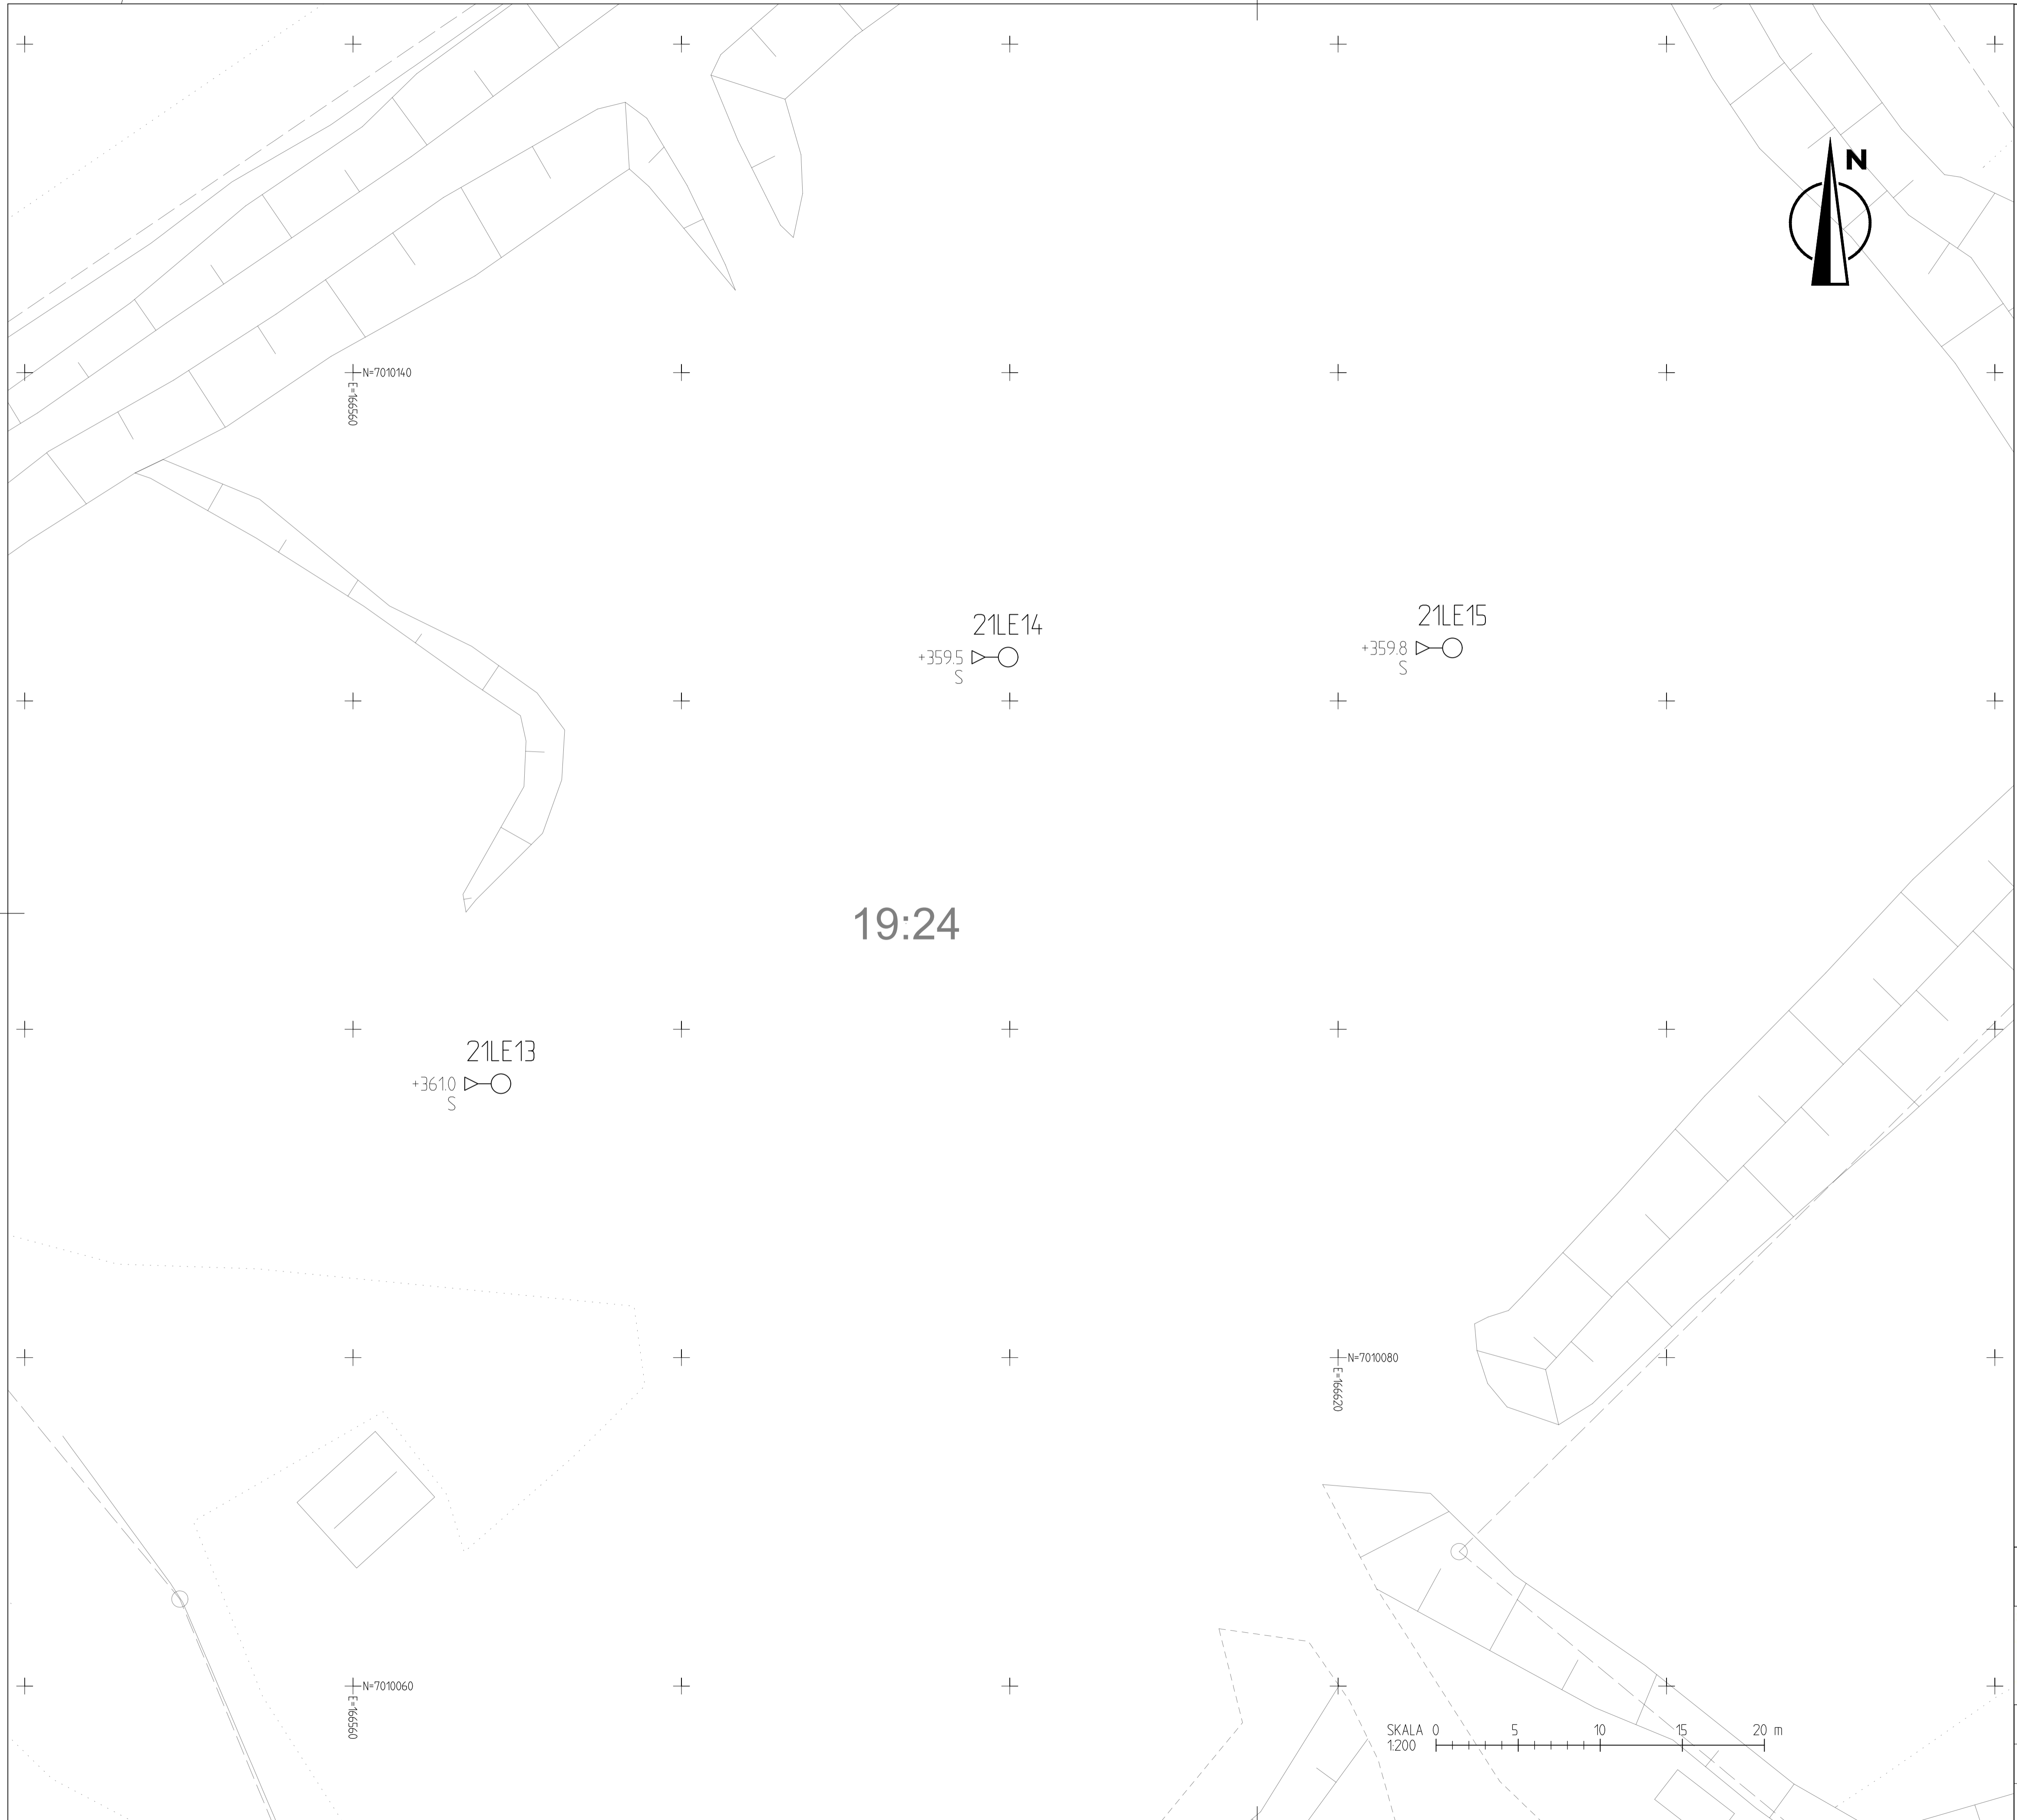 N
N=7010140
E=166560
21LE14
+359.5
S
21LE15
+359.8
S
19:24
21LE13
+361.0
S
N=7010080
E=166620
N=7010060
E=166560
SKALA 0 5 10 15 20 m
1:200